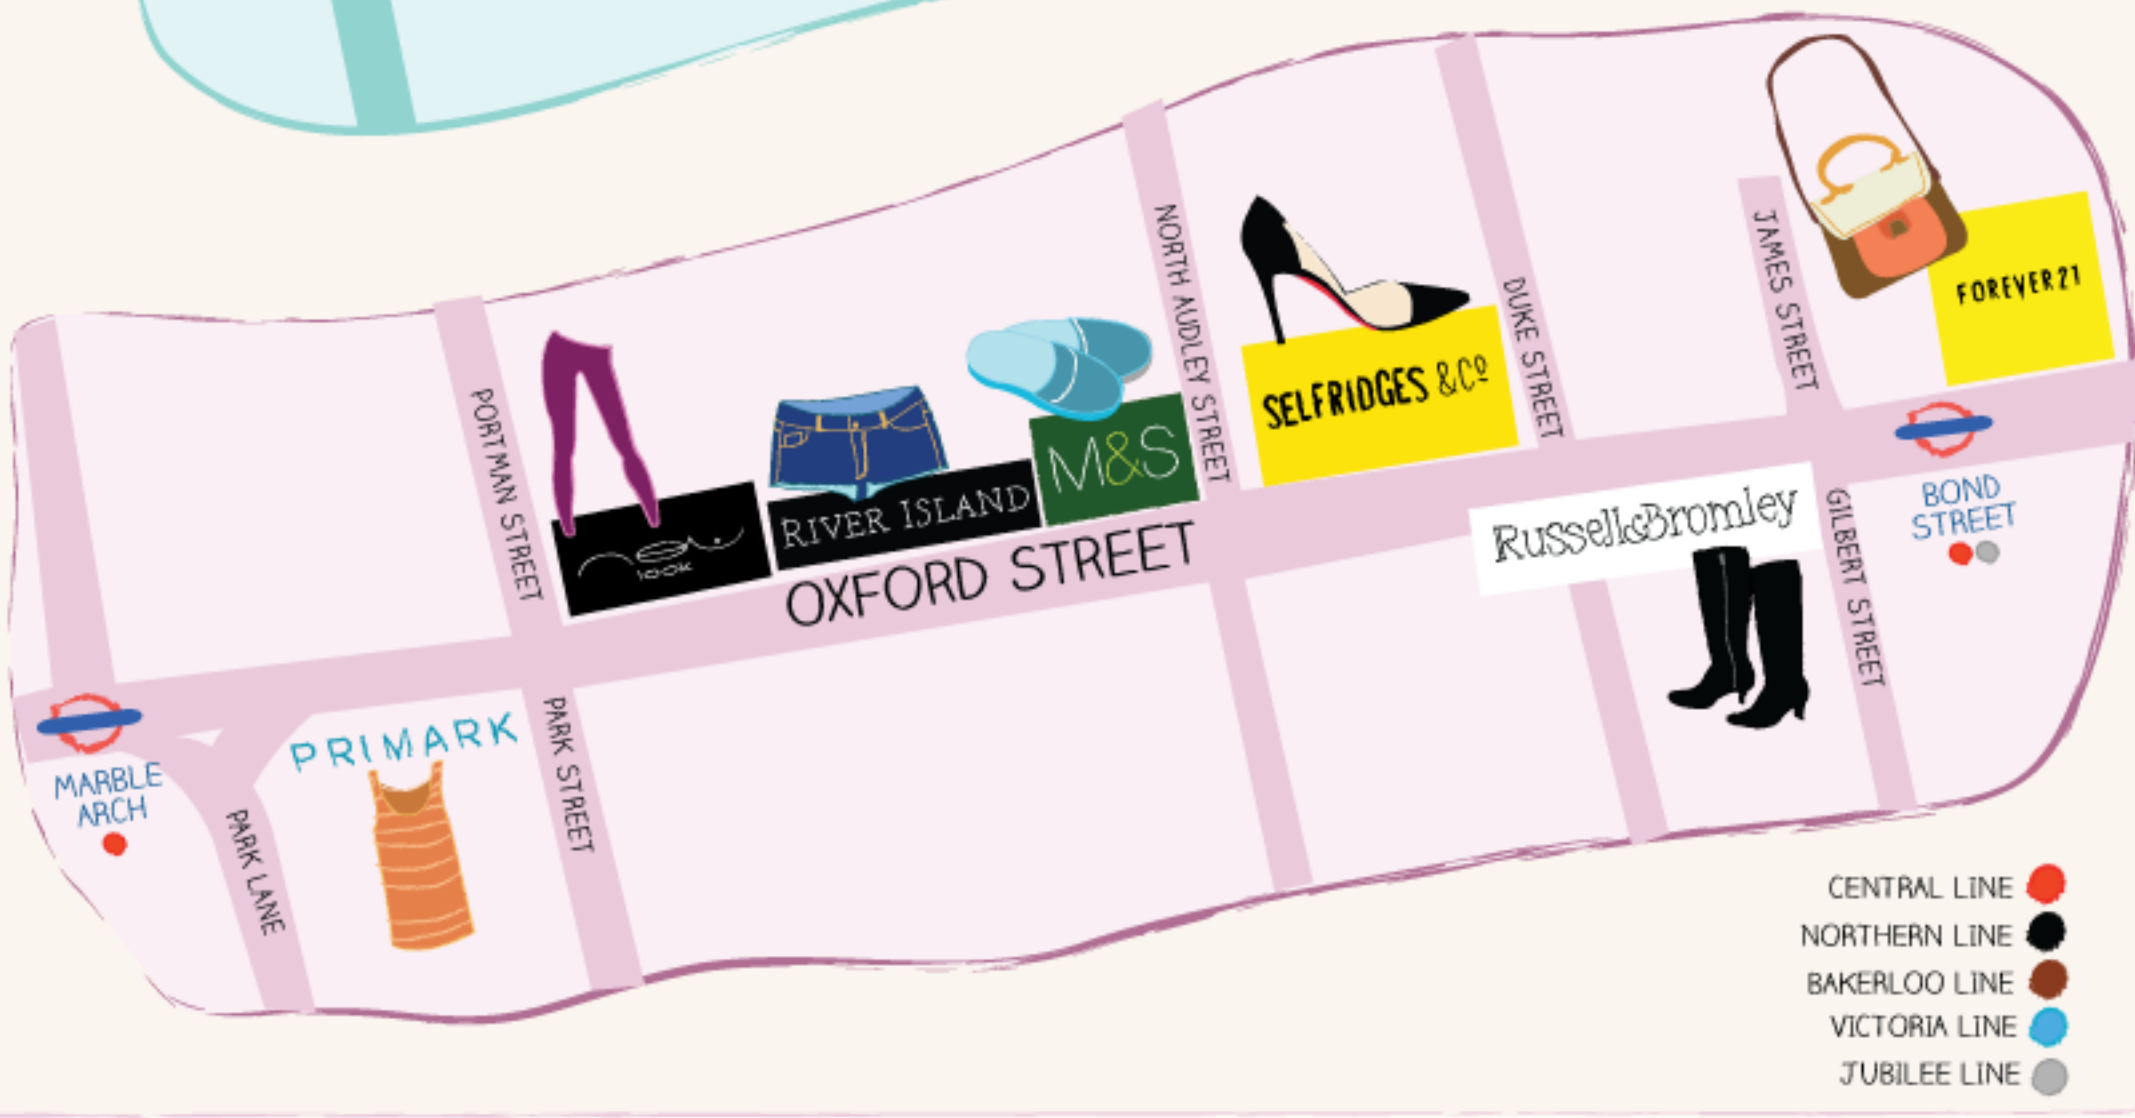 NORTH AUDLEY STREET
JAMES STREET
FOREVER 21
DUKE STREET
PORTMAN STREET
SELFRIDGES & Cº
M&S
RIVER ISLAND
new
look
OXFORD STREET
Russell&Bromley
GILBERT STREET
BOND
STREET
PRIMARK
PARK STREET
MARBLE
ARCH
PARK LANE
CENTRAL LINE
NORTHERN LINE
BAKERLOO LINE
VICTORIA LINE
JUBILEE LINE